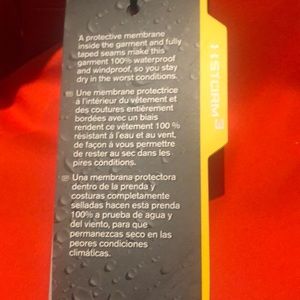 A protective membrane
inside the garment and fully
taped seams make this
garment 100% waterproof
and windproof, so you stay
dry in the worst conditions.
Une membrane protectrice
à l'intérieur du vêtement et
des coutures entièrement
bordées avec un biais
rendent ce vêtement 100 %
résistant à l'eau et au vent,
de façon à vous permettre
de rester au sec dans les
pires conditions.
Una membrana protectora
dentro de la prenda y
costuras completamente
selladas hacen esta prenda
100% a prueba de agua y
del viento, para que
permanezcas seco en las
peores condiciones
climáticas.
STORM 3